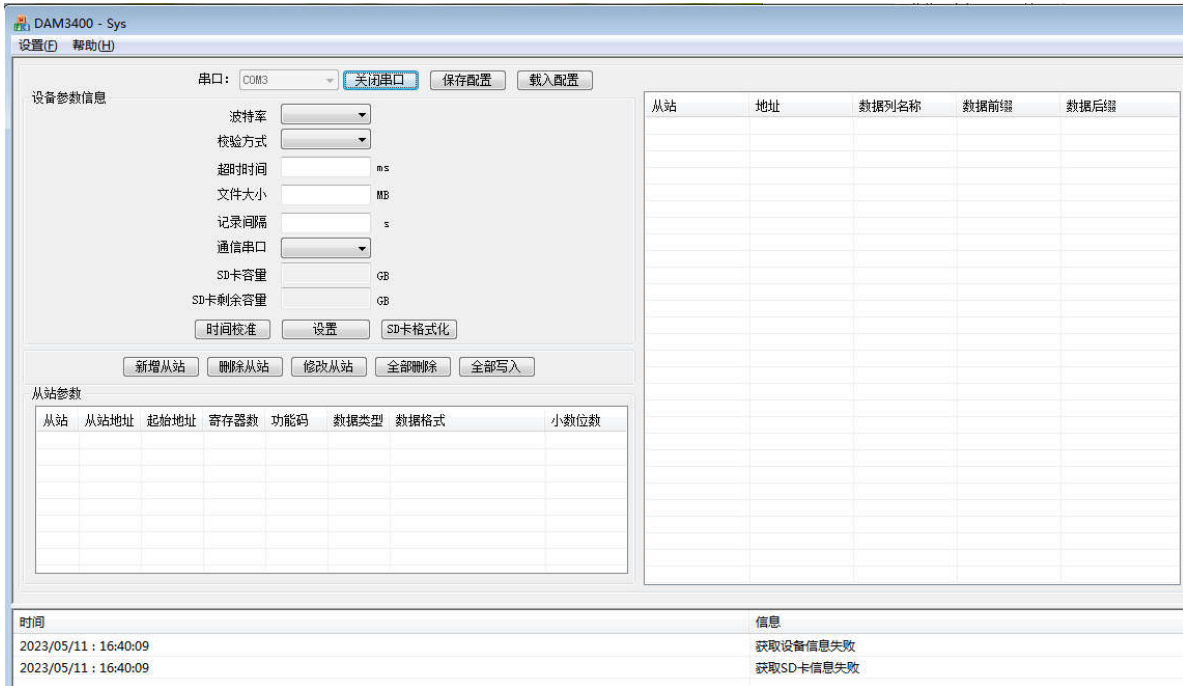 DAM3400 - Sys
设置(F) 帮助(H)
串口： COM3 关闭串口 保存配置 载入配置
设备参数信息
波特率
校验方式
超时时间 ms
文件大小 MB
记录间隔 s
通信串口
SD卡容量 GB
SD卡剩余容量 GB
时间校准 设置 SD卡格式化
新增从站 删除从站 修改从站 全部删除 全部写入
从站参数
从站 从站地址 起始地址 寄存器数 功能码 数据类型 数据格式 小数位数
从站 地址 数据列名称 数据前缀 数据后缀
时间 信息
2023/05/11 : 16:40:09 获取设备信息失败
2023/05/11 : 16:40:09 获取SD卡信息失败